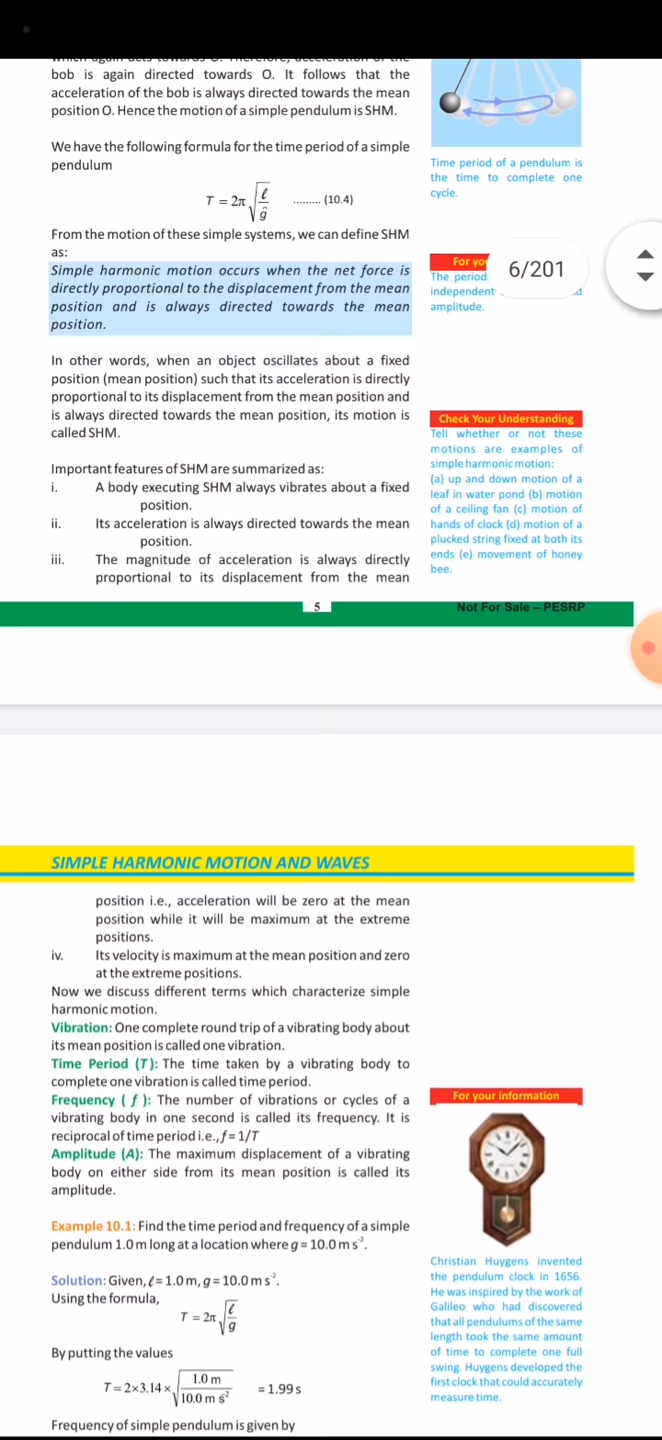 bob is again directed towards O. It follows that the
acceleration of the bob is always directed towards the mean
position O. Hence the motion of a simple pendulum is SHM.
We have the following formula for the time period of a simple
pendulum
T = 2π √(ℓ/g) ......... (10.4)
From the motion of these simple systems, we can define SHM
as:
Simple harmonic motion occurs when the net force is
directly proportional to the displacement from the mean
position and is always directed towards the mean
position.
In other words, when an object oscillates about a fixed
position (mean position) such that its acceleration is directly
proportional to its displacement from the mean position and
is always directed towards the mean position, its motion is
called SHM.
Important features of SHM are summarized as:
i. A body executing SHM always vibrates about a fixed
position.
ii. Its acceleration is always directed towards the mean
position.
iii. The magnitude of acceleration is always directly
proportional to its displacement from the mean
Time period of a pendulum is
the time to complete one
cycle.
For you
6/201
The period
independent
amplitude.
Check Your Understanding
Tell whether or not these
motions are examples of
simple harmonic motion:
(a) up and down motion of a
leaf in water pond (b) motion
of a ceiling fan (c) motion of
hands of clock (d) motion of a
plucked string fixed at both its
ends (e) movement of honey
bee.
5
Not For Sale – PESRP
SIMPLE HARMONIC MOTION AND WAVES
position i.e., acceleration will be zero at the mean
position while it will be maximum at the extreme
positions.
iv. Its velocity is maximum at the mean position and zero
at the extreme positions.
Now we discuss different terms which characterize simple
harmonic motion.
Vibration: One complete round trip of a vibrating body about
its mean position is called one vibration.
Time Period (T): The time taken by a vibrating body to
complete one vibration is called time period.
Frequency ( f ): The number of vibrations or cycles of a
vibrating body in one second is called its frequency. It is
reciprocal of time period i.e., f = 1/T
Amplitude (A): The maximum displacement of a vibrating
body on either side from its mean position is called its
amplitude.
Example 10.1: Find the time period and frequency of a simple
pendulum 1.0 m long at a location where g = 10.0 m s⁻².
Solution: Given, ℓ = 1.0 m, g = 10.0 m s⁻².
Using the formula,
T = 2π √(ℓ/g)
By putting the values
T = 2×3.14 × √(1.0 m/10.0 m s⁻²) = 1.99 s
Frequency of simple pendulum is given by
For your information
Christian Huygens invented
the pendulum clock in 1656.
He was inspired by the work of
Galileo who had discovered
that all pendulums of the same
length took the same amount
of time to complete one full
swing. Huygens developed the
first clock that could accurately
measure time.